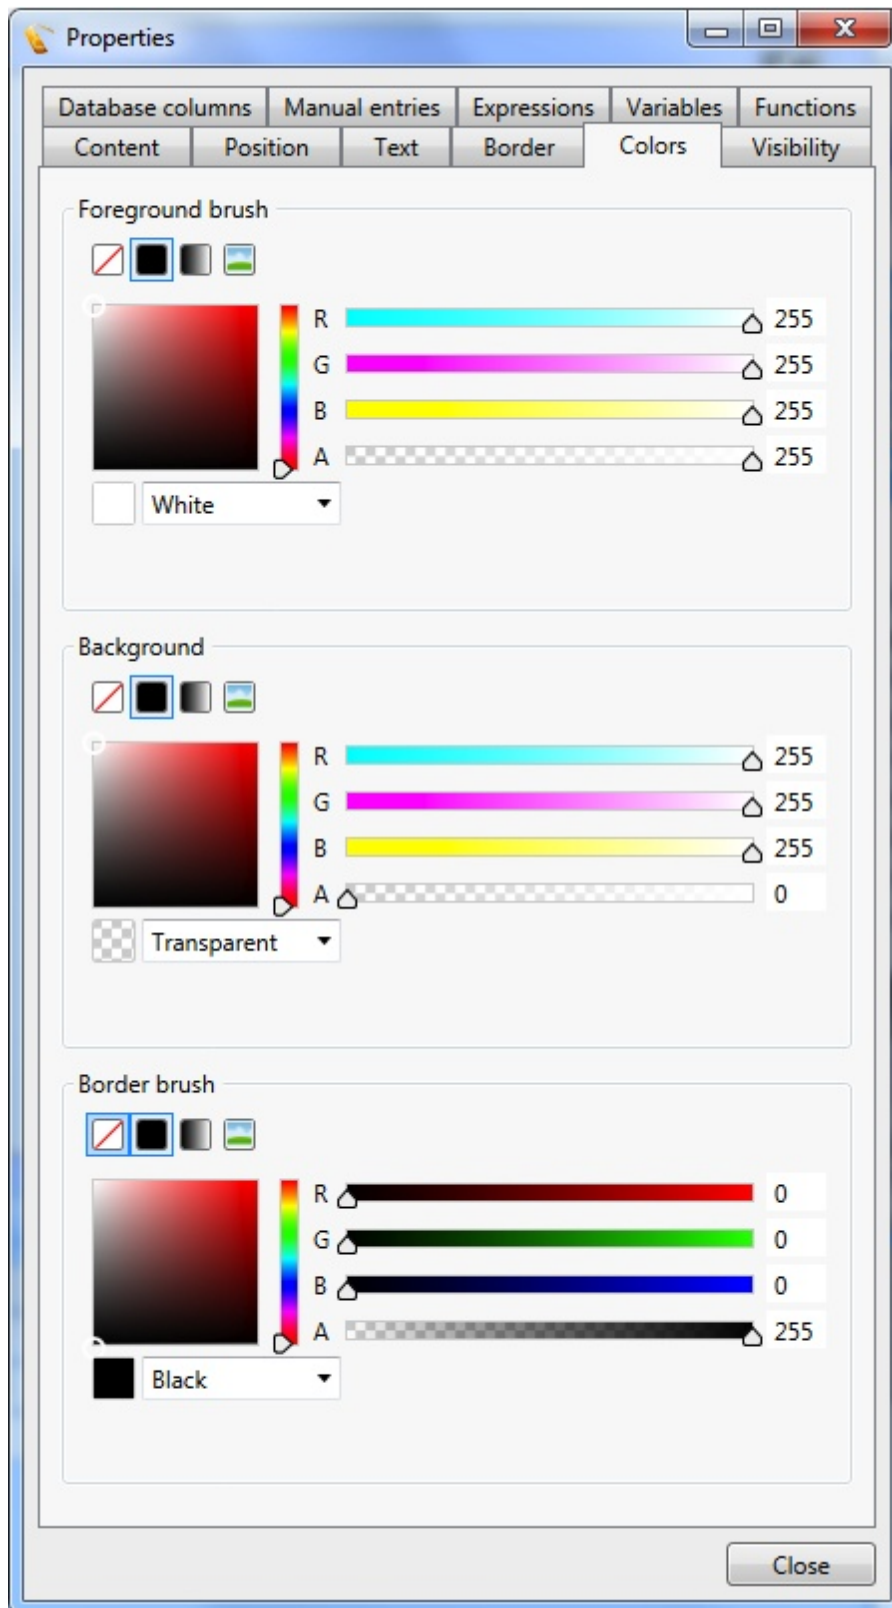 Properties
Database columns Manual entries Expressions Variables Functions
Content Position Text Border Colors Visibility
Foreground brush
R 255
G 255
B 255
A 255
White
Background
R 255
G 255
B 255
A 0
Transparent
Border brush
R 0
G 0
B 0
A 255
Black
Close